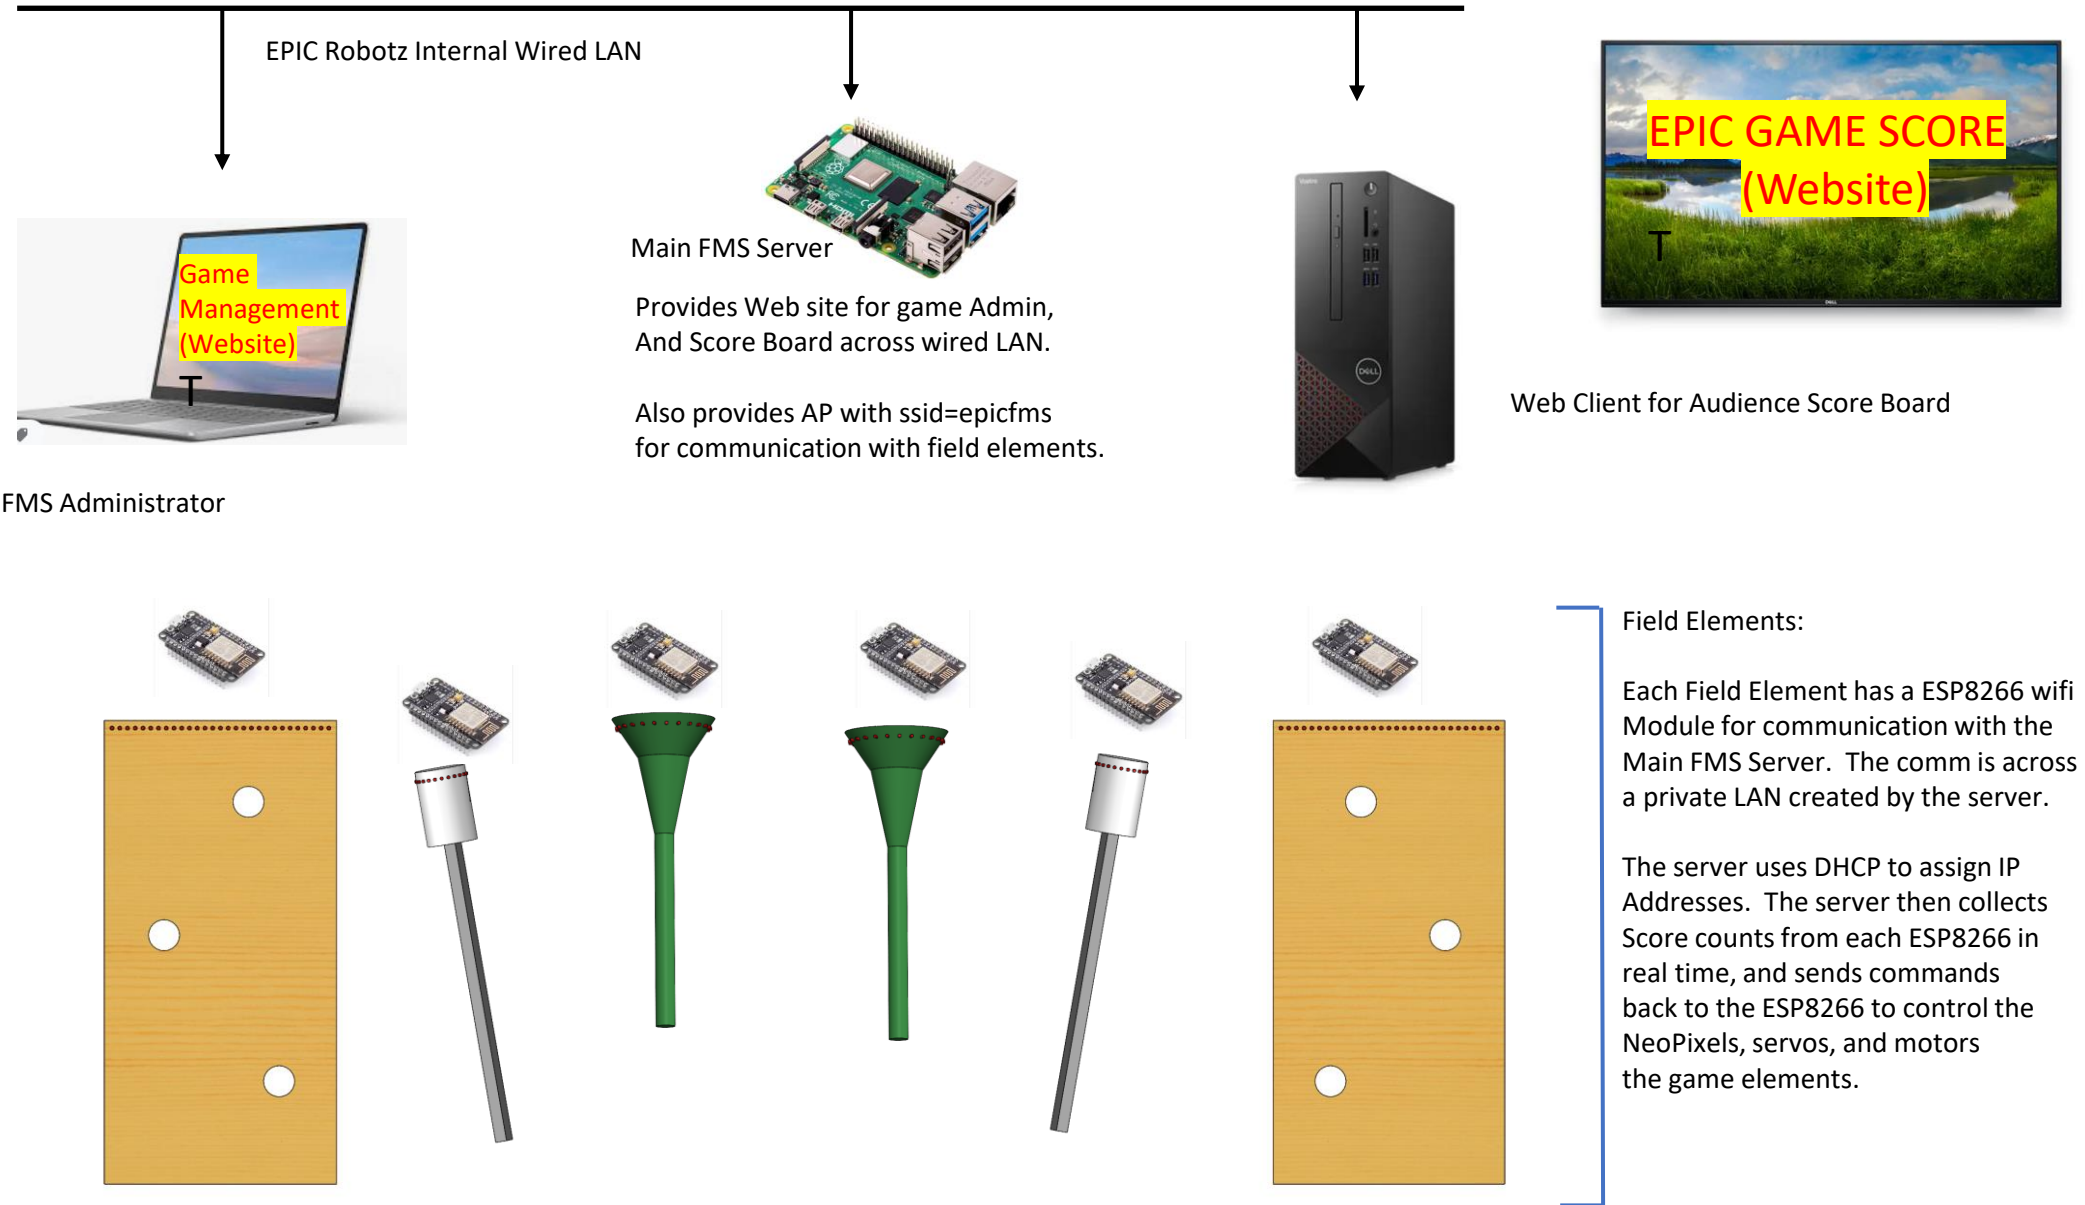 EPIC Robotz Internal Wired LAN
EPIC GAME SCORE
(Website)
T
DELL
Game
Management
(Website)
T
Main FMS Server
Provides Web site for game Admin,
And Score Board across wired LAN.
Also provides AP with ssid=epicfms
for communication with field elements.
DELL
Web Client for Audience Score Board
FMS Administrator
Field Elements:
Each Field Element has a ESP8266 wifi
Module for communication with the
Main FMS Server.  The comm is across
a private LAN created by the server.
The server uses DHCP to assign IP
Addresses.  The server then collects
Score counts from each ESP8266 in
real time, and sends commands
back to the ESP8266 to control the
NeoPixels, servos, and motors
the game elements.